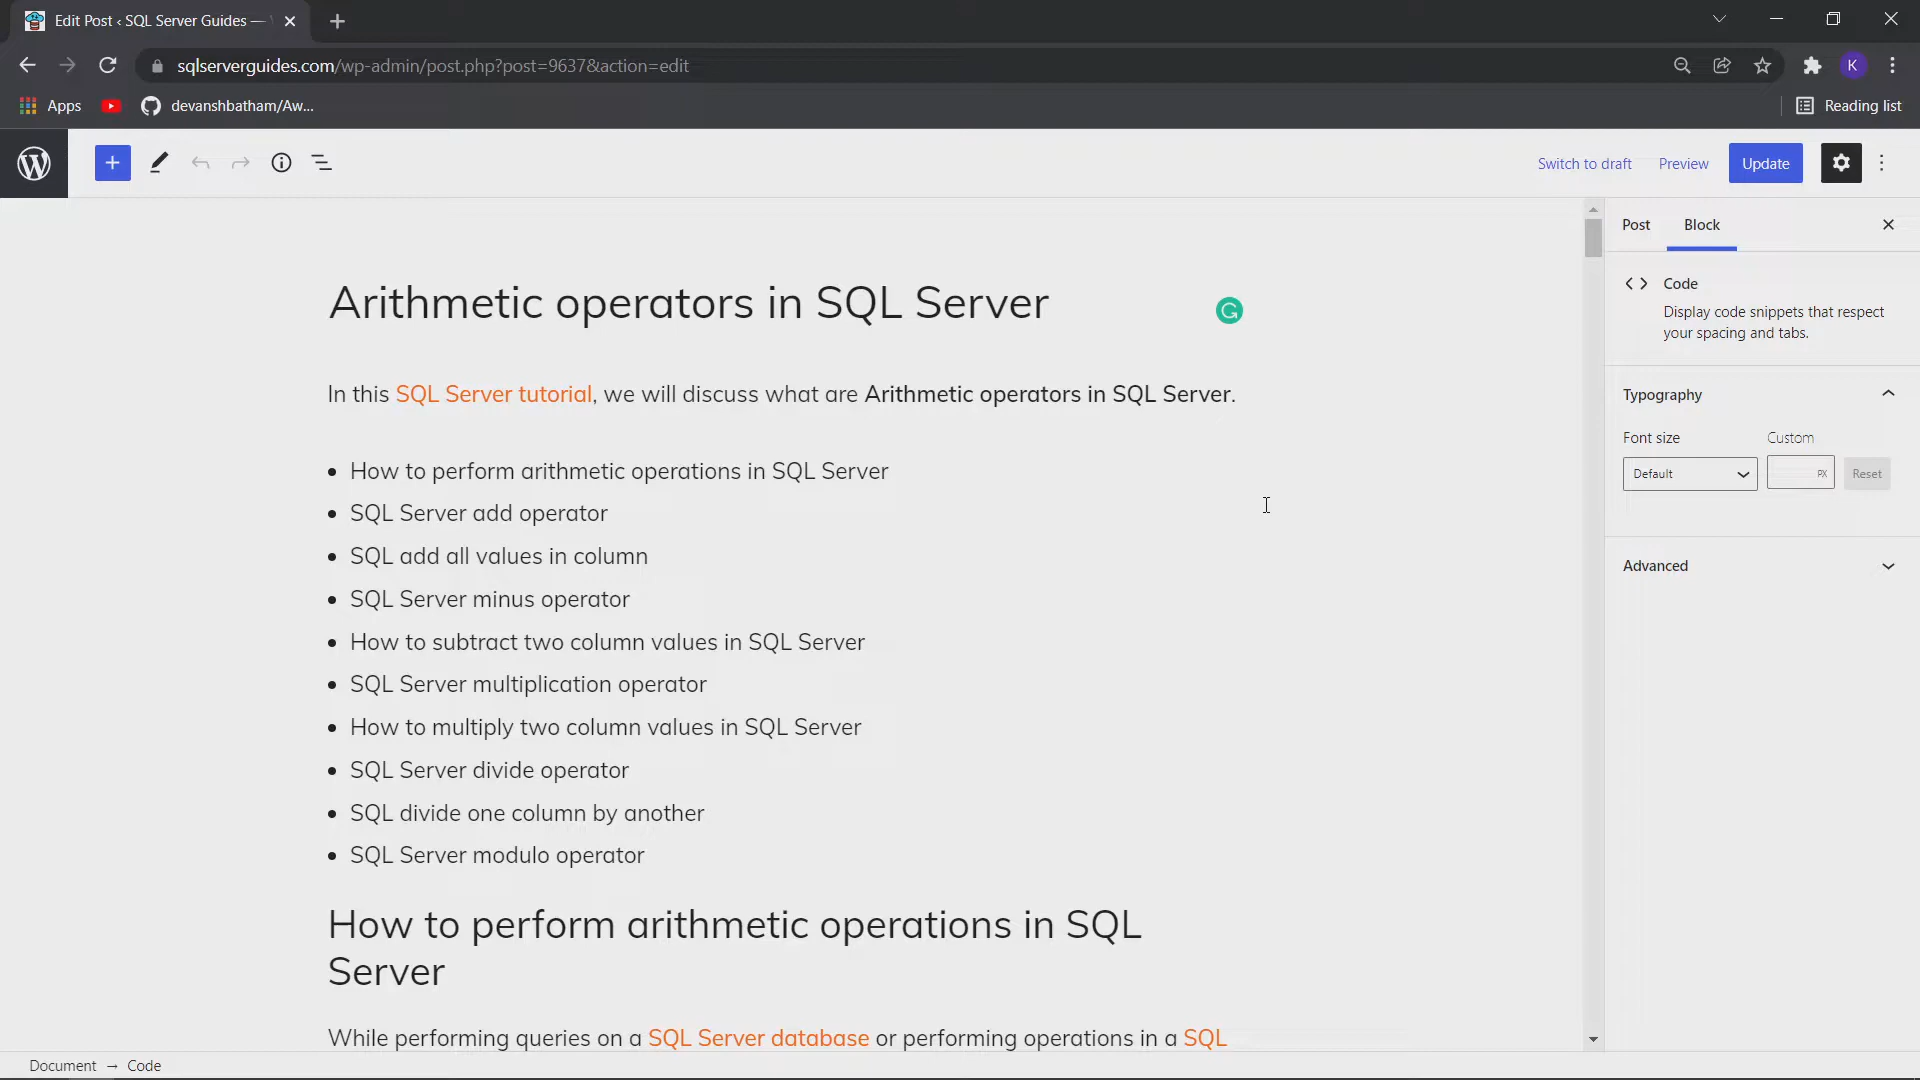 Edit Post ‹ SQL Server Guides —
sqlserverguides.com/wp-admin/post.php?post=9637&action=edit
K
Apps
devanshbatham/Aw...
Reading list
Switch to draft
Preview
Update
Post
Block
Code
Display code snippets that respect
your spacing and tabs.
Typography
Font size
Custom
Default
PX
Reset
Advanced
Arithmetic operators in SQL Server
In this SQL Server tutorial, we will discuss what are Arithmetic operators in SQL Server.
• How to perform arithmetic operations in SQL Server
• SQL Server add operator
• SQL add all values in column
• SQL Server minus operator
• How to subtract two column values in SQL Server
• SQL Server multiplication operator
• How to multiply two column values in SQL Server
• SQL Server divide operator
• SQL divide one column by another
• SQL Server modulo operator
How to perform arithmetic operations in SQL
Server
While performing queries on a SQL Server database or performing operations in a SQL
Document → Code